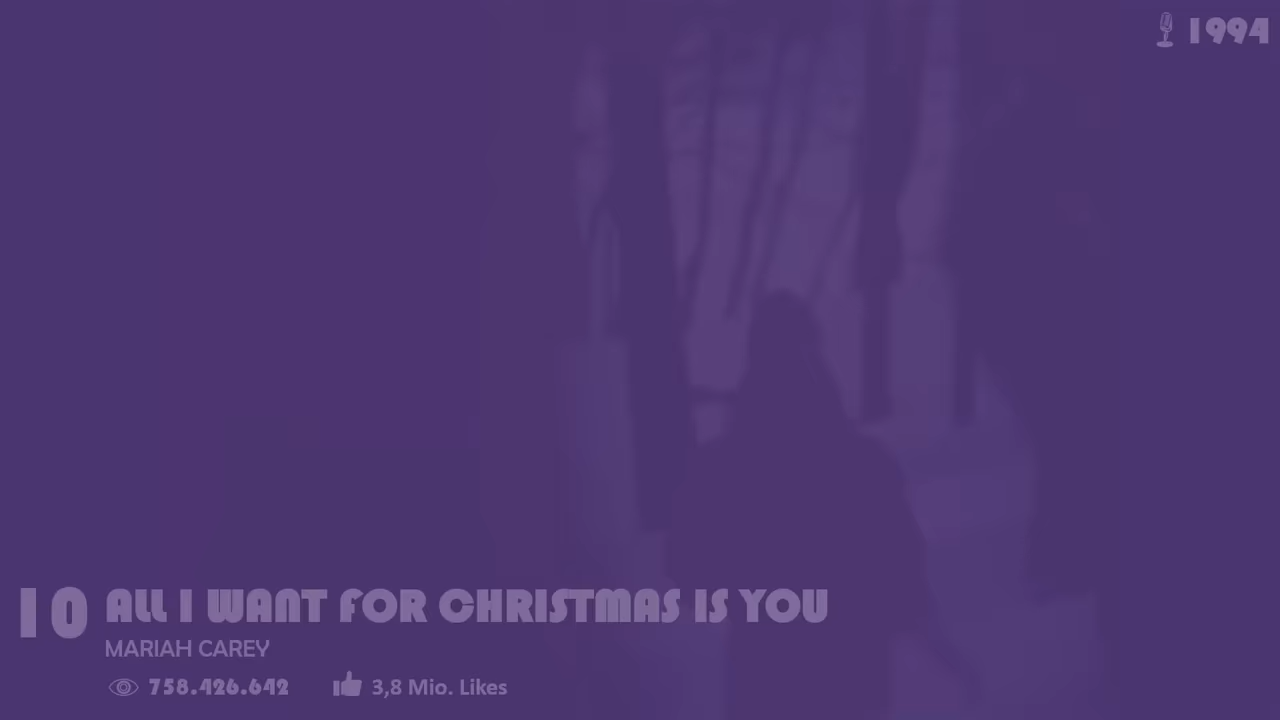 1994
10 ALL I WANT FOR CHRISTMAS IS YOU
MARIAH CAREY
758.426.642 3,8 Mio. Likes